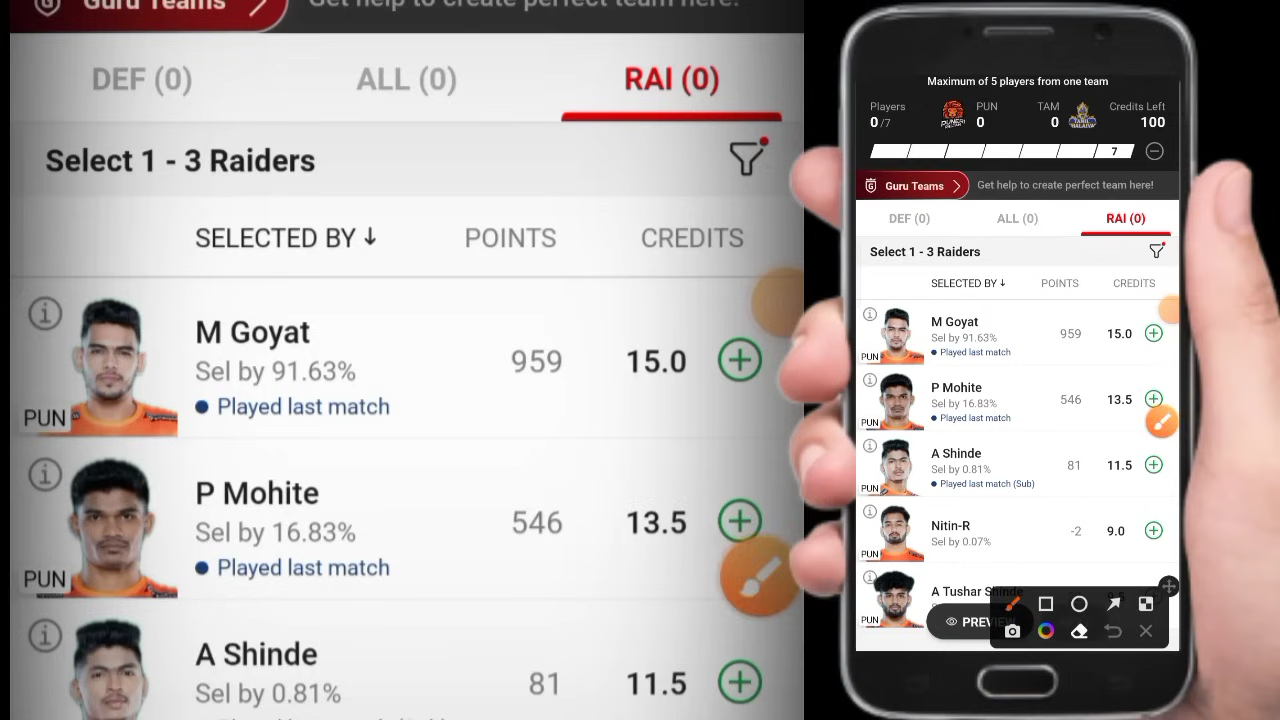 Guru Teams
Get help to create perfect team here!
DEF (0)
ALL (0)
RAI (0)
Select 1 - 3 Raiders
SELECTED BY ↓
POINTS
CREDITS
M Goyat
Sel by 91.63%
Played last match
959
15.0
PUN
P Mohite
Sel by 16.83%
Played last match
546
13.5
PUN
A Shinde
Sel by 0.81%
81
11.5
Maximum of 5 players from one team
Players
PUN
TAM
Credits Left
0/7
0
0
100
7
Guru Teams
Get help to create perfect team here!
DEF (0)
ALL (0)
RAI (0)
Select 1 - 3 Raiders
SELECTED BY ↓
POINTS
CREDITS
M Goyat
Sel by 91.63%
Played last match
959
15.0
PUN
P Mohite
Sel by 16.83%
Played last match
546
13.5
PUN
A Shinde
Sel by 0.81%
Played last match (Sub)
81
11.5
PUN
Nitin-R
Sel by 0.07%
-2
9.0
PUN
A Tushar Shinde
PUN